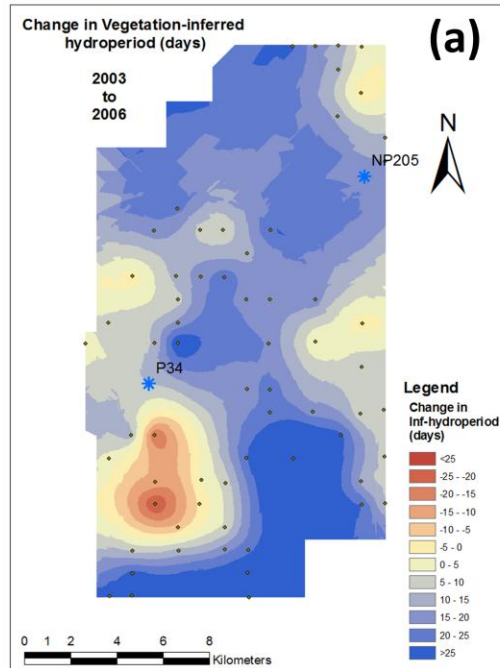 Change in Vegetation-inferred
hydroperiod (days)
(a)
2003
to
2006
N
NP205
P34
Legend
Change in
Inf-hydroperiod
(days)
<25
-25 - -20
-20 - -15
-15 - -10
-10 - -5
-5 - 0
0 - 5
5 - 10
10 - 15
15 - 20
20 - 25
>25
0 1 2 4 6 8
Kilometers